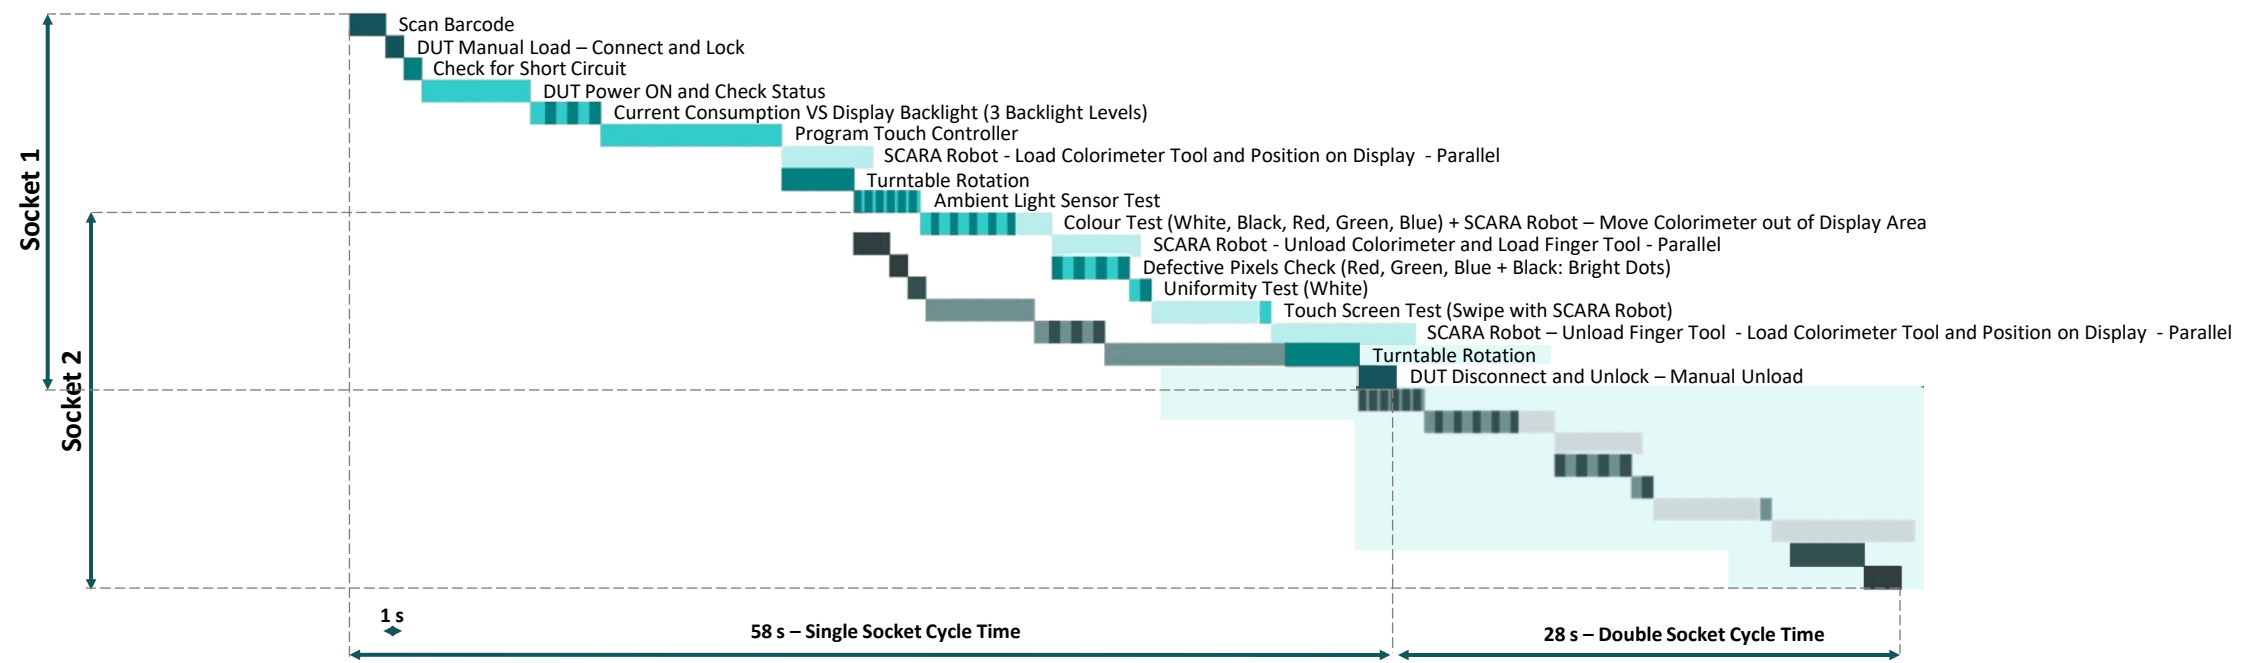 Scan Barcode
DUT Manual Load – Connect and Lock
Check for Short Circuit
DUT Power ON and Check Status
Current Consumption VS Display Backlight (3 Backlight Levels)
Program Touch Controller
SCARA Robot - Load Colorimeter Tool and Position on Display  - Parallel
Turntable Rotation
Ambient Light Sensor Test
Colour Test (White, Black, Red, Green, Blue) + SCARA Robot – Move Colorimeter out of Display Area
SCARA Robot - Unload Colorimeter and Load Finger Tool - Parallel
Defective Pixels Check (Red, Green, Blue + Black: Bright Dots)
Uniformity Test (White)
Touch Screen Test (Swipe with SCARA Robot)
SCARA Robot – Unload Finger Tool  - Load Colorimeter Tool and Position on Display  - Parallel
Turntable Rotation
DUT Disconnect and Unlock – Manual Unload
Socket 1
Socket 2
1 s
58 s – Single Socket Cycle Time
28 s – Double Socket Cycle Time